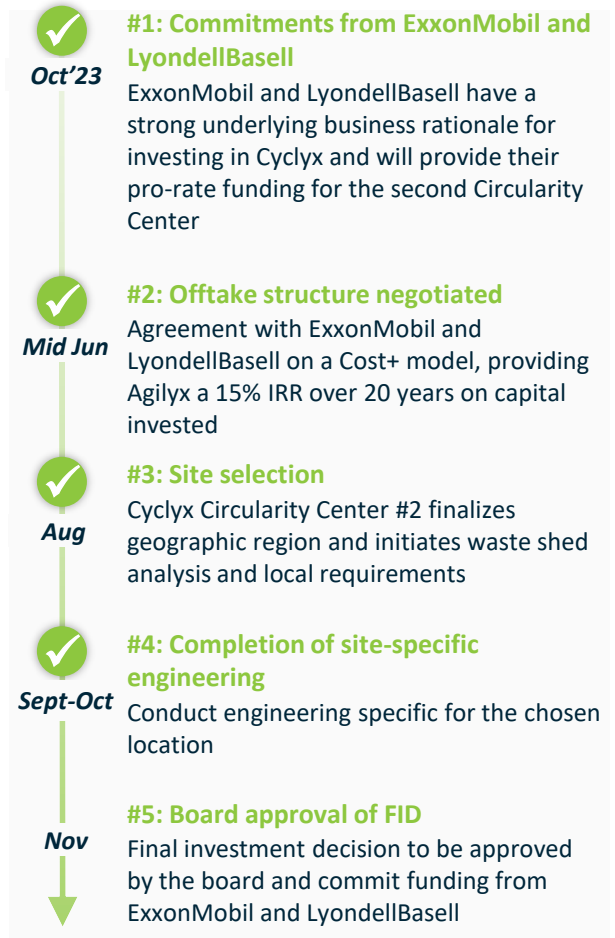 #1: Commitments from ExxonMobil and
LyondellBasell
Oct’23
ExxonMobil and LyondellBasell have a
strong underlying business rationale for
investing in Cyclyx and will provide their
pro-rate funding for the second Circularity
Center
#2: Offtake structure negotiated
Mid Jun
Agreement with ExxonMobil and
LyondellBasell on a Cost+ model, providing
Agilyx a 15% IRR over 20 years on capital
invested
#3: Site selection
Aug
Cyclyx Circularity Center #2 finalizes
geographic region and initiates waste shed
analysis and local requirements
#4: Completion of site-specific
engineering
Sept-Oct
Conduct engineering specific for the chosen
location
#5: Board approval of FID
Nov
Final investment decision to be approved
by the board and commit funding from
ExxonMobil and LyondellBasell